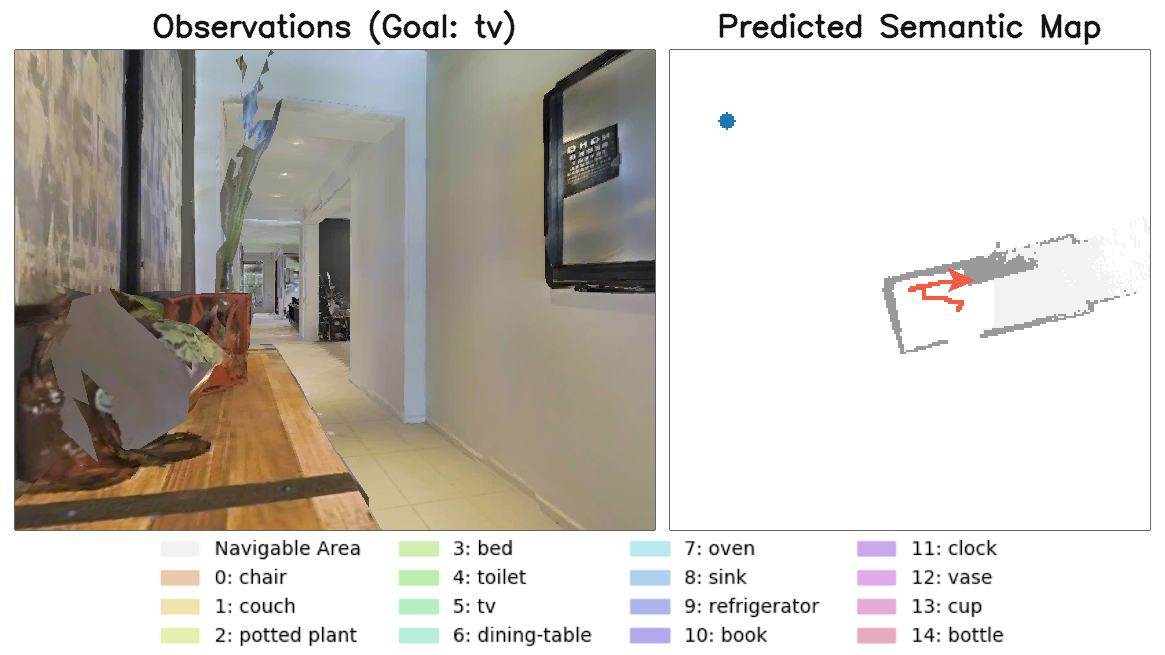 Observations (Goal: tv)
Predicted Semantic Map
Navigable Area
0: chair
1: couch
2: potted plant
3: bed
4: toilet
5: tv
6: dining-table
7: oven
8: sink
9: refrigerator
10: book
11: clock
12: vase
13: cup
14: bottle